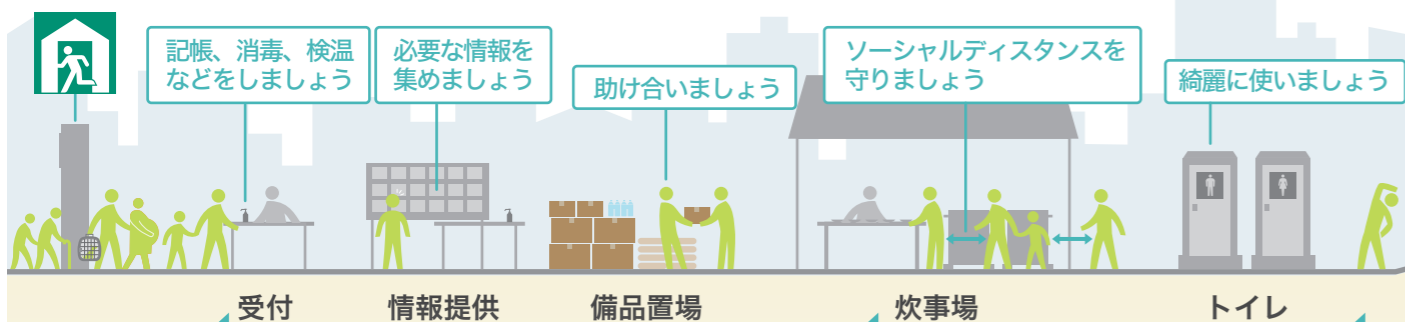 記帳、消毒、検温
などをしましょう
必要な情報を
集めましょう
助け合いましょう
ソーシャルディスタンスを
守りましょう
綺麗に使いましょう
受付
情報提供
備品置場
炊事場
トイレ